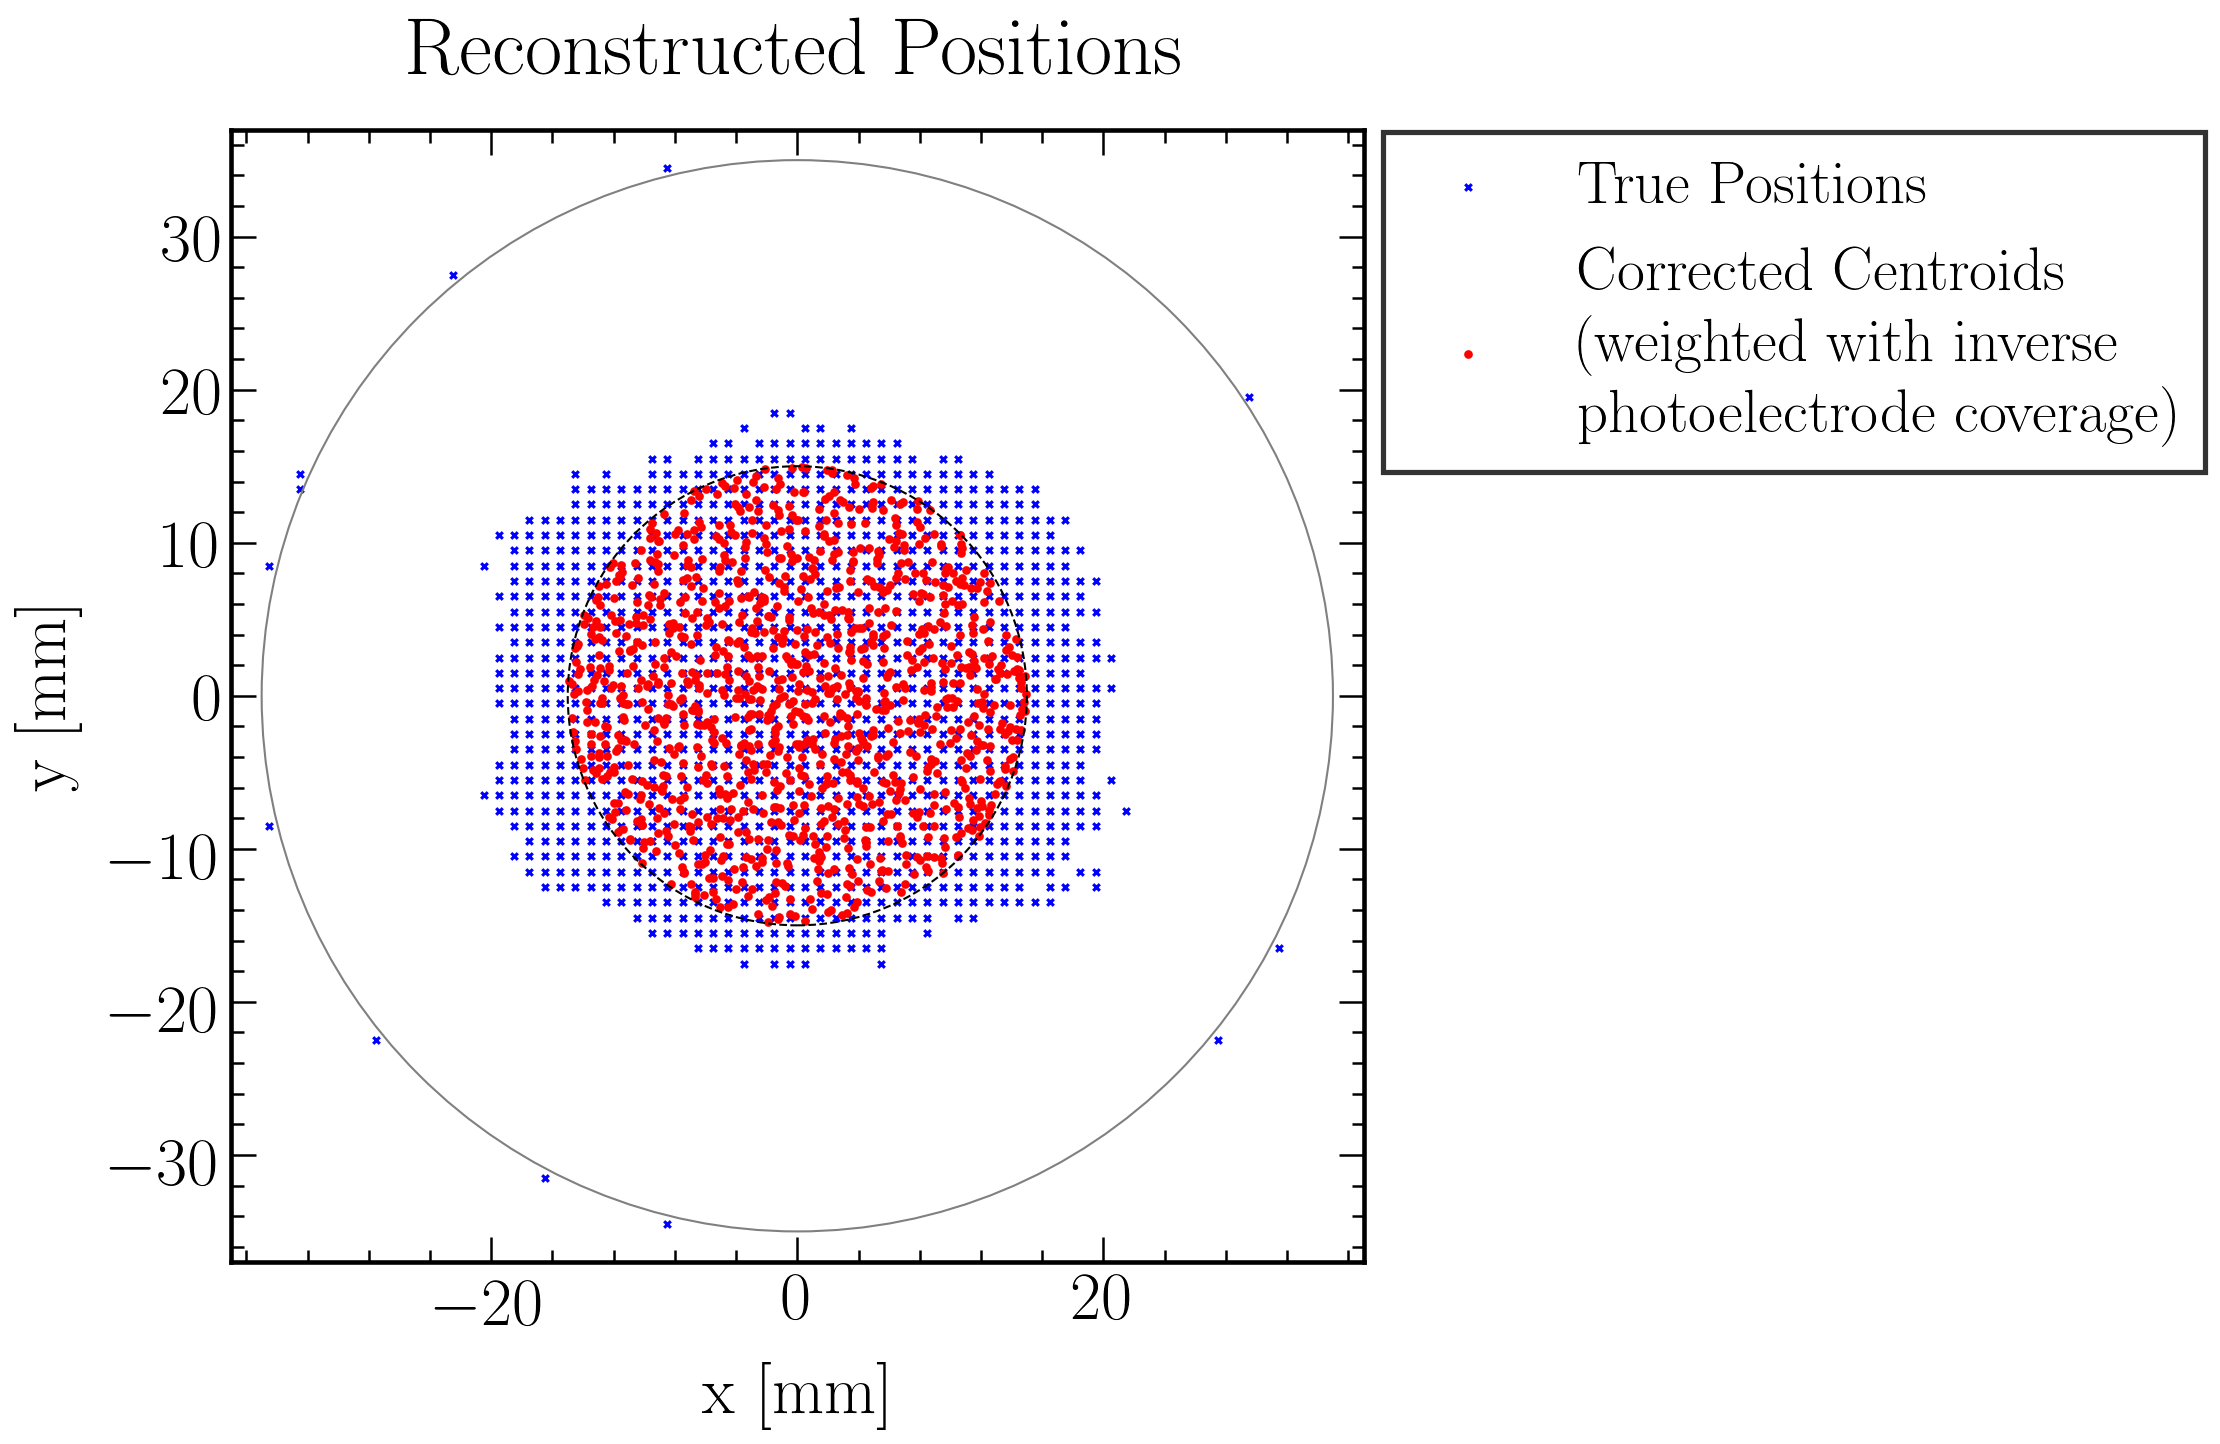 Reconstructed Positions
True Positions
Corrected Centroids
(weighted with inverse
photoelectrode coverage)
30
20
10
0
−10
−20
−30
y [mm]
−20 0 20
x [mm]